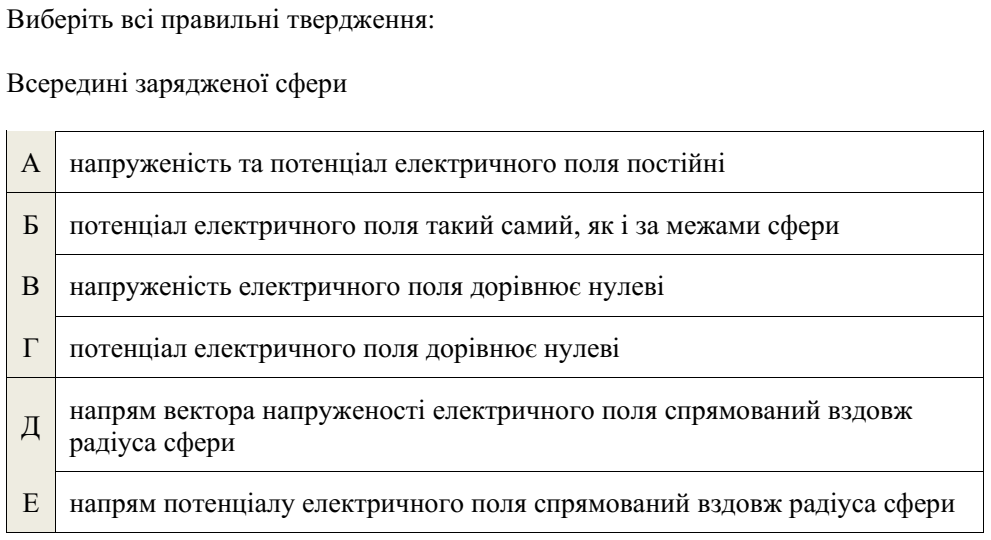 Виберіть всі правильні твердження:
Всередині зарядженої сфери
А напруженість та потенціал електричного поля постійні
Б потенціал електричного поля такий самий, як і за межами сфери
В напруженість електричного поля дорівнює нулеві
Г потенціал електричного поля дорівнює нулеві
Д напрям вектора напруженості електричного поля спрямований вздовж
радіуса сфери
Е напрям потенціалу електричного поля спрямований вздовж радіуса сфери